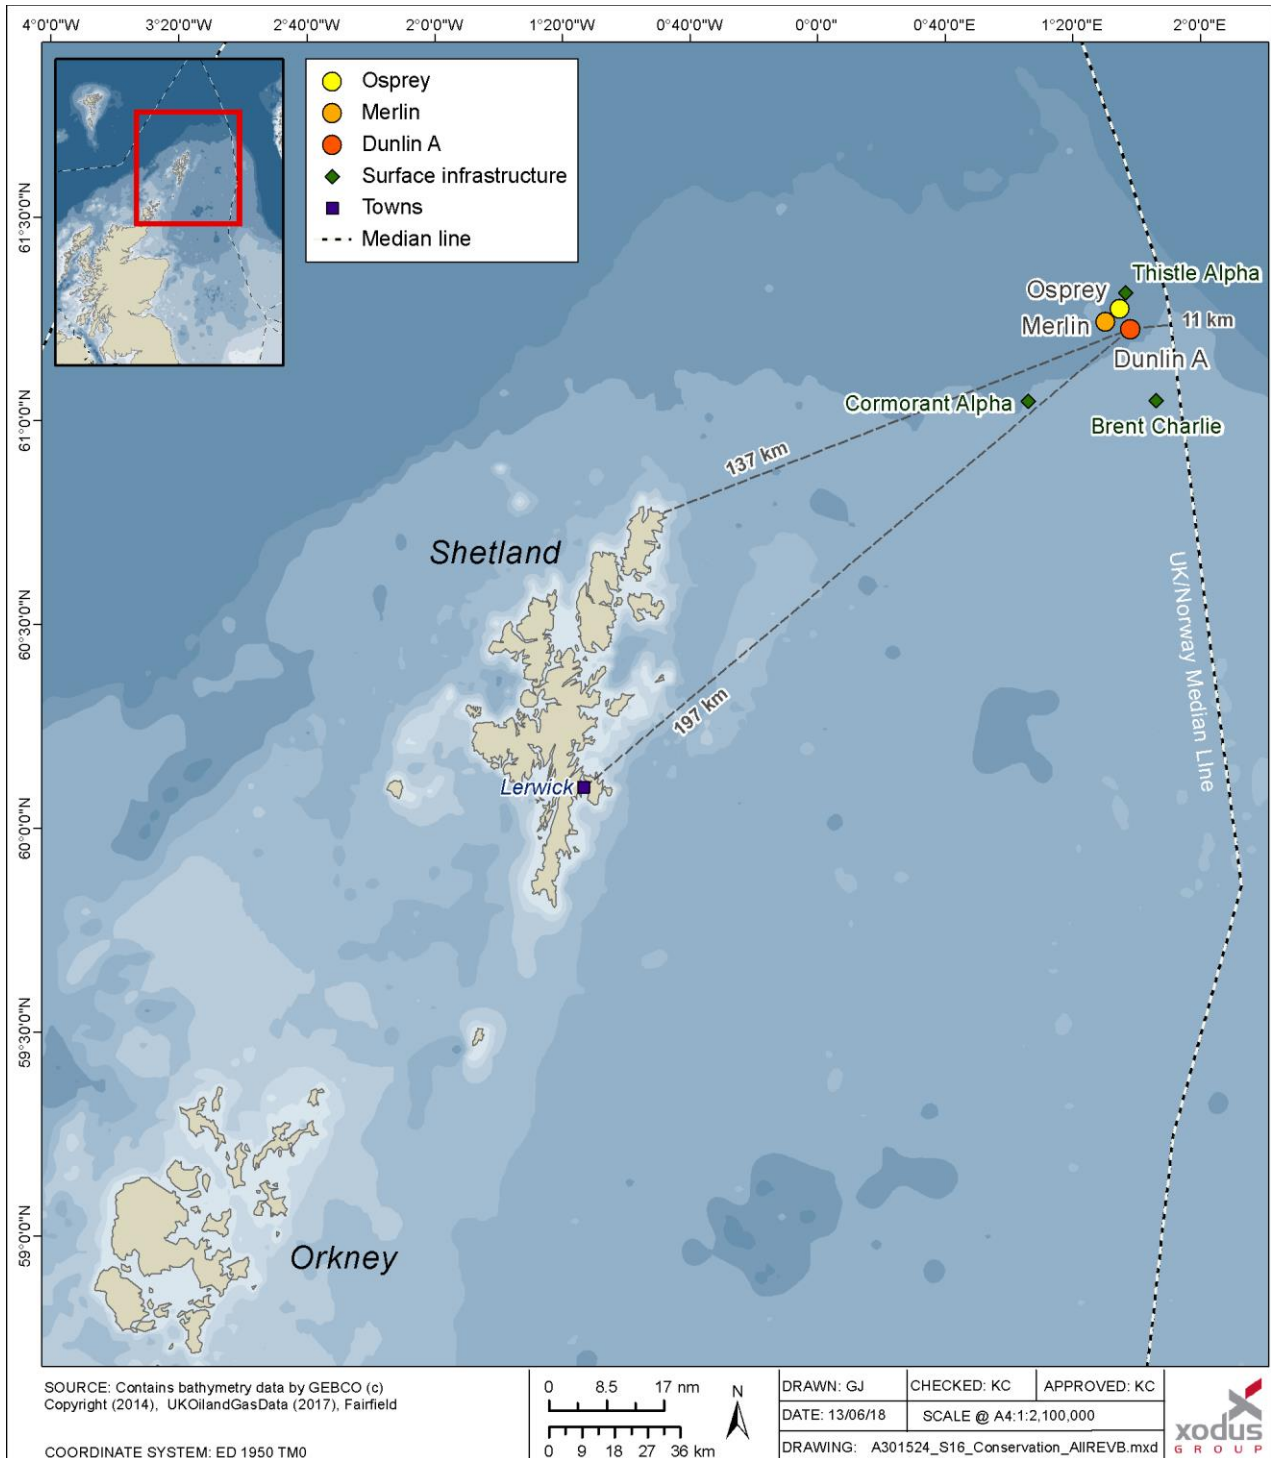 4°0'0"W 3°20'0"W 2°40'0"W 2°0'0"W 1°20'0"W 0°40'0"W 0°0'0" 0°40'0"E 1°20'0"E 2°0'0"E
Osprey
Merlin
Dunlin A
Surface infrastructure
Towns
Median line
61°30'0"N
61°0'0"N
60°30'0"N
60°0'0"N
59°30'0"N
59°0'0"N
Thistle Alpha
Osprey
Merlin
11 km
Dunlin A
Cormorant Alpha
Brent Charlie
137 km
Shetland
UK/Norway Median LIne
197 km
Lerwick
Orkney
SOURCE: Contains bathymetry data by GEBCO (c)
Copyright (2014), UKOilandGasData (2017), Fairfield
COORDINATE SYSTEM: ED 1950 TM0
0 8.5 17 nm
0 9 18 27 36 km
N
DRAWN: GJ CHECKED: KC APPROVED: KC
DATE: 13/06/18 SCALE @ A4:1:2,100,000
DRAWING: A301524_S16_Conservation_AllREVB.mxd
xodus
GROUP